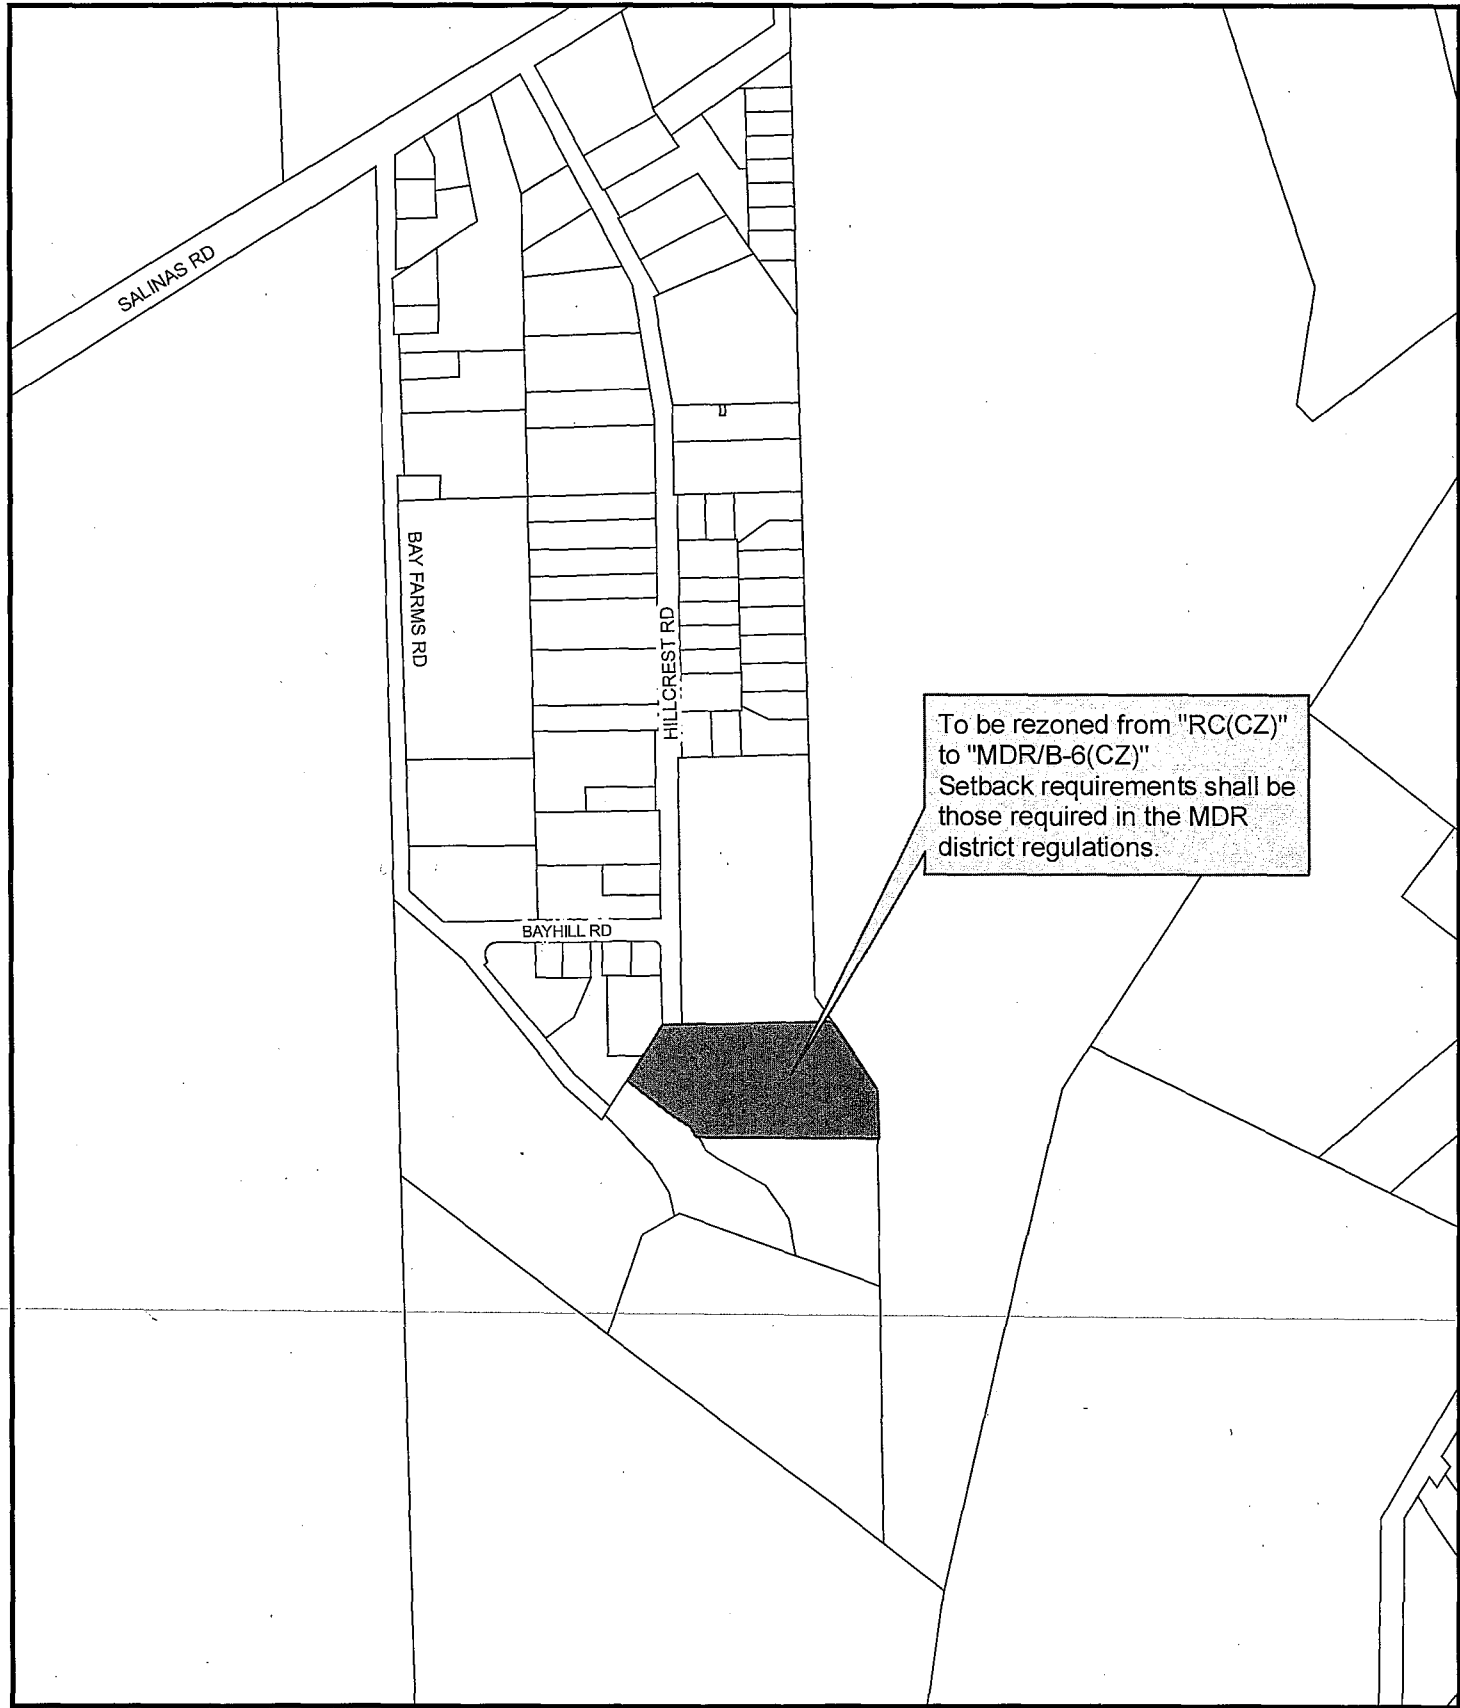 SALINAS RD
BAY FARMS RD
HILLCREST RD
To be rezoned from "RC(CZ)"
to "MDR/B-6(CZ)"
Setback requirements shall be
those required in the MDR
district regulations.
BAYHILL RD